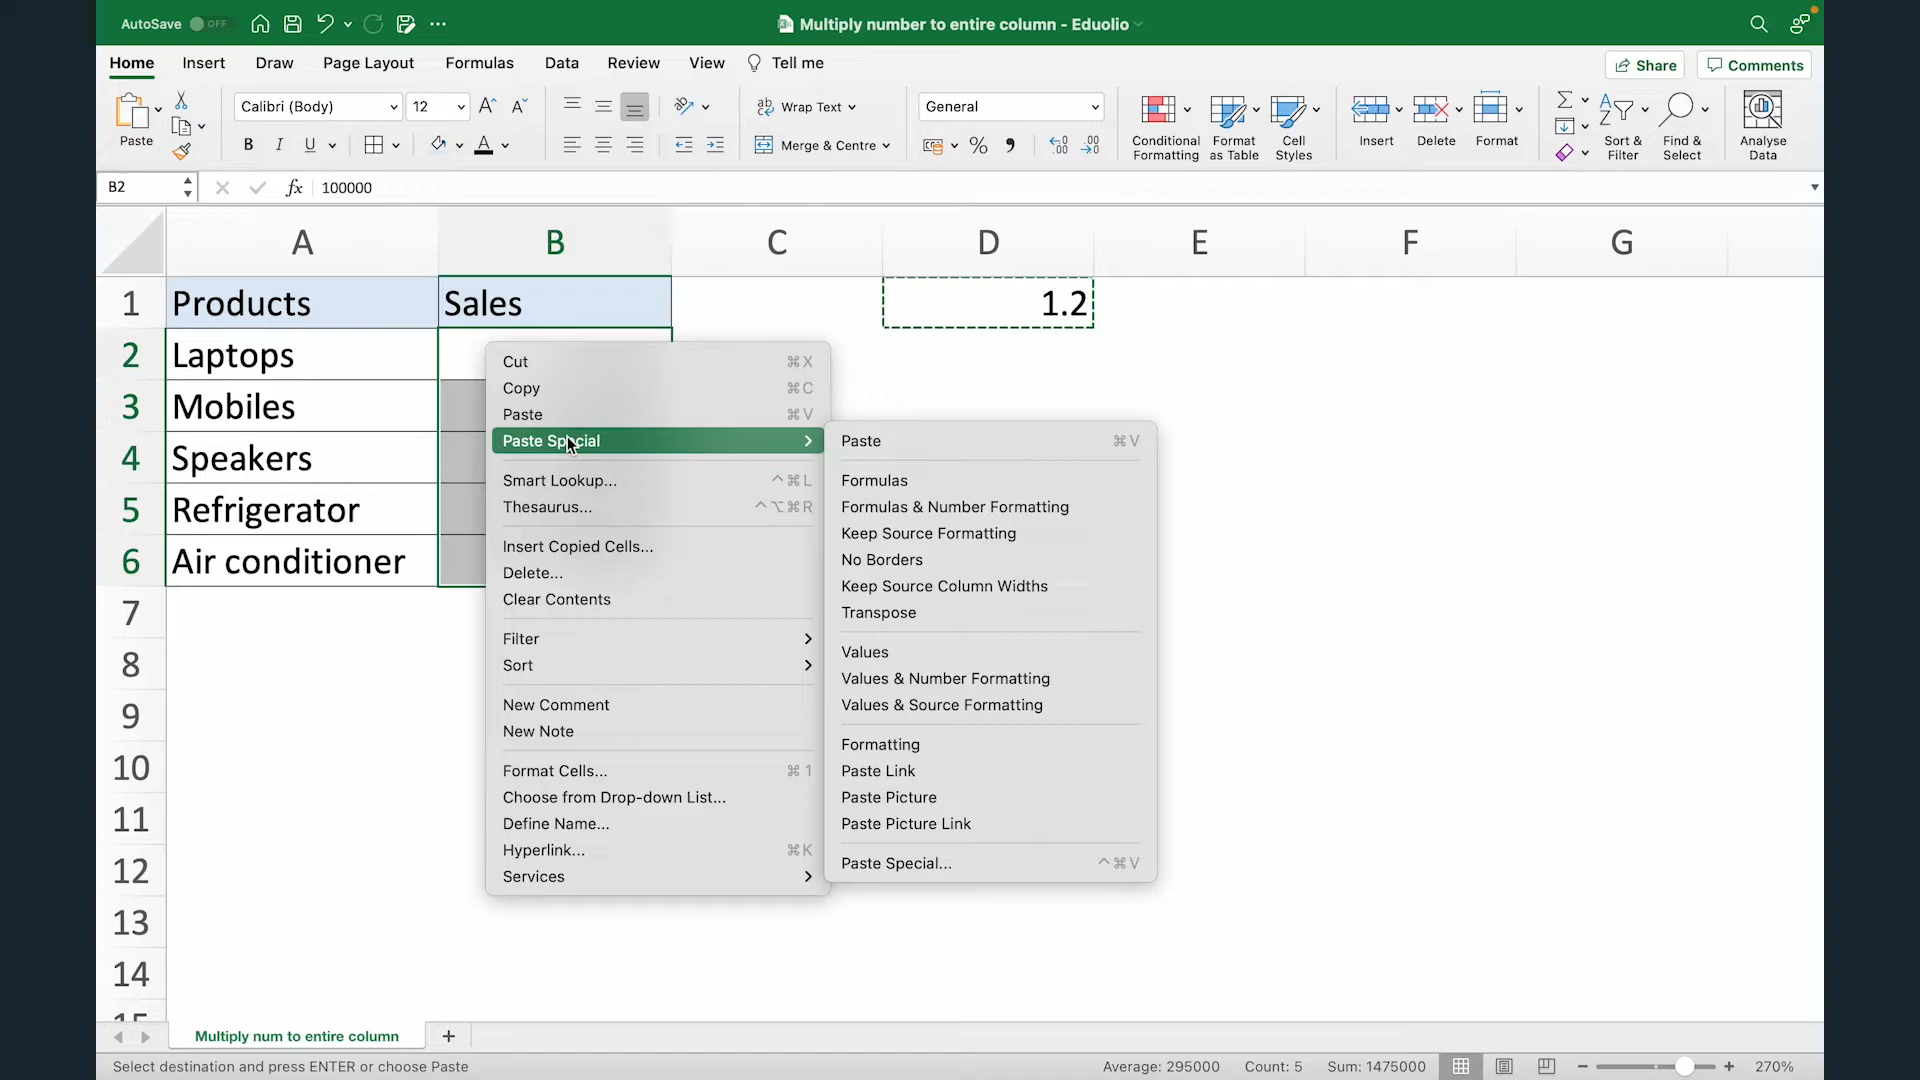 AutoSave OFF
Multiply number to entire column - Eduolio
Home Insert Draw Page Layout Formulas Data Review View Tell me
Share Comments
Paste
Calibri (Body) 12
B I U
Wrap Text
Merge & Centre
General
Conditional Formatting
Format as Table
Cell Styles
Insert
Delete
Format
Sort & Filter
Find & Select
Analyse Data
B2 fx 100000
A B C D E F G
1 Products Sales 1.2
2 Laptops
3 Mobiles
4 Speakers
5 Refrigerator
6 Air conditioner
7
8
9
10
11
12
13
14
Cut ⌘X
Copy ⌘C
Paste ⌘V
Paste Special
Smart Lookup... ^⌘L
Thesaurus... ^⌥⌘R
Insert Copied Cells...
Delete...
Clear Contents
Filter
Sort
New Comment
New Note
Format Cells... ⌘1
Choose from Drop-down List...
Define Name...
Hyperlink... ⌘K
Services
Paste ⌘V
Formulas
Formulas & Number Formatting
Keep Source Formatting
No Borders
Keep Source Column Widths
Transpose
Values
Values & Number Formatting
Values & Source Formatting
Formatting
Paste Link
Paste Picture
Paste Picture Link
Paste Special... ^⌘V
Multiply num to entire column
Select destination and press ENTER or choose Paste
Average: 295000 Count: 5 Sum: 1475000
270%